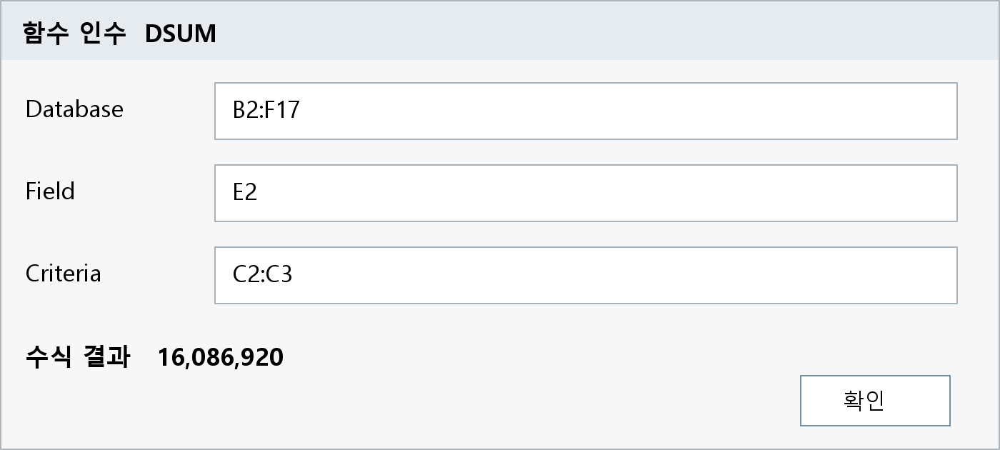 함수 인수 DSUM
Database B2:F17
Field E2
Criteria C2:C3
수식 결과 16,086,920
확인